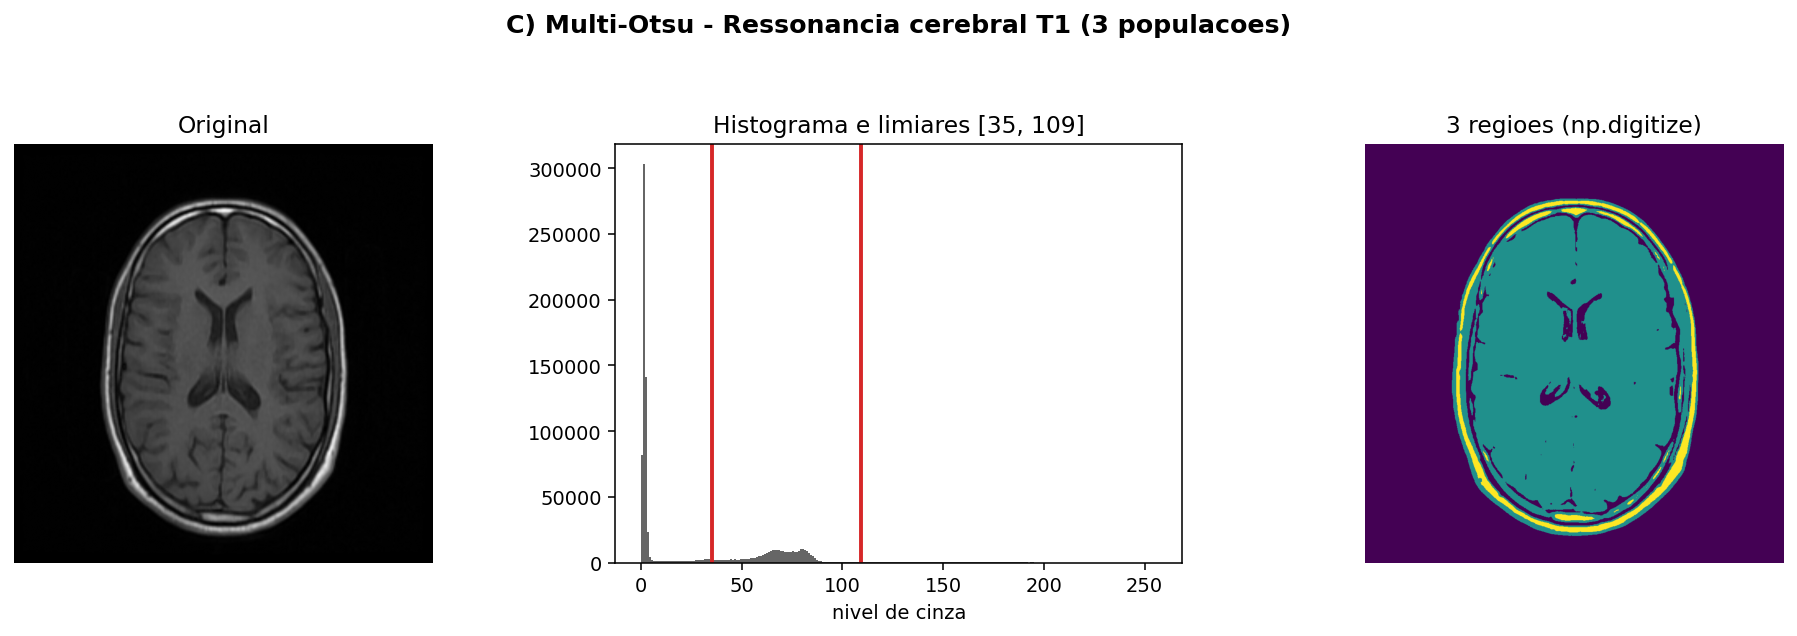 C) Multi-Otsu - Ressonancia cerebral T1 (3 populacoes)
Original
Histograma e limiares [35, 109]
3 regioes (np.digitize)
300000
250000
200000
150000
100000
50000
0
0 50 100 150 200 250
nivel de cinza